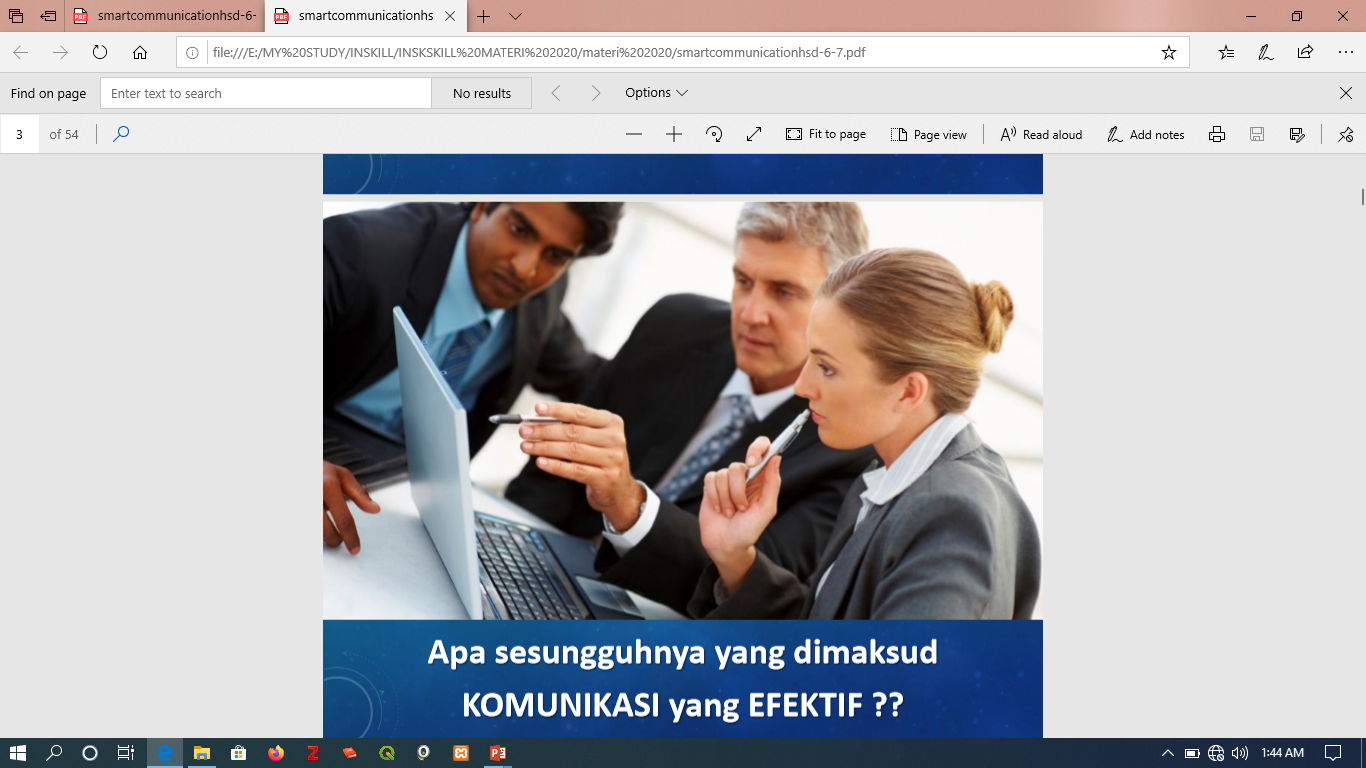 smartcommunicationhsd-6-
smartcommunicationhs
file:///E:/MY%20STUDY/INSKILL/INSKSKILL%20MATERI%202020/materi%202020/smartcommunicationhsd-6-7.pdf
Find on page
Enter text to search
No results
Options
3 of 54
Fit to page
Page view
Read aloud
Add notes
Apa sesungguhnya yang dimaksud
KOMUNIKASI yang EFEKTIF ??
1:44 AM